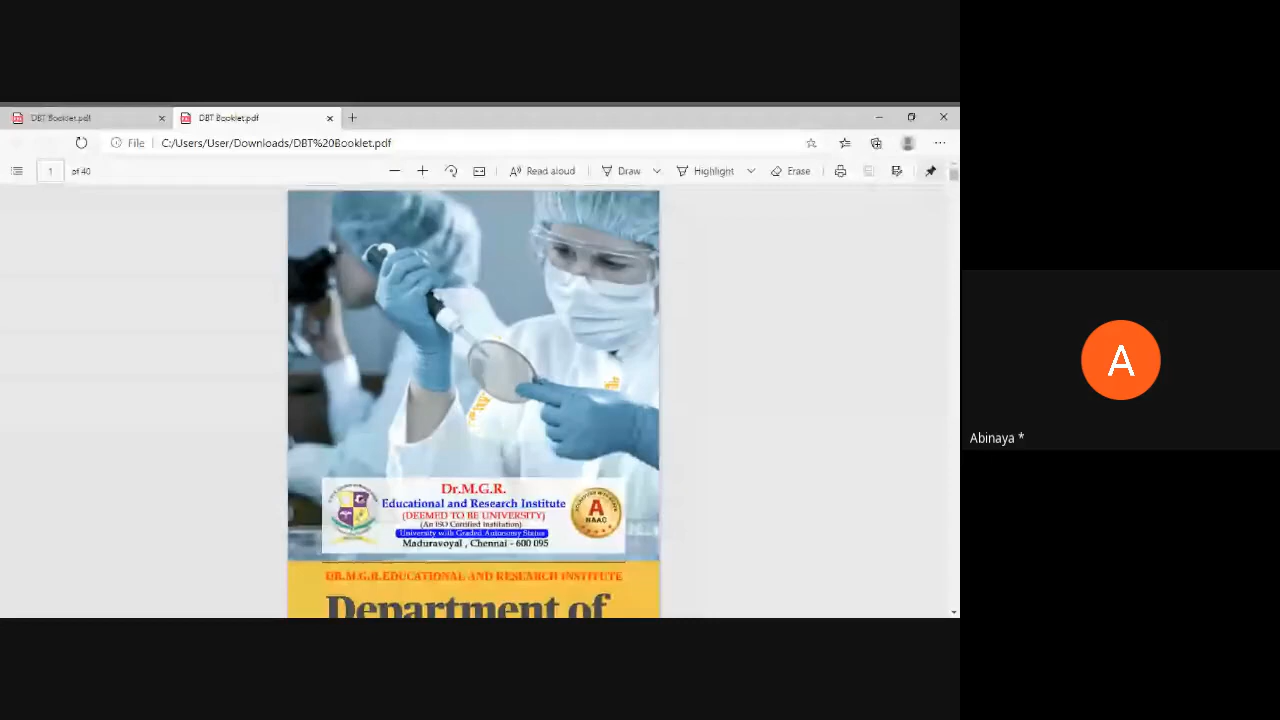 DBT Booklet.pdf
DBT Booklet.pdf
File
C:/Users/User/Downloads/DBT%20Booklet.pdf
1 of 40
Read aloud
Draw
Highlight
Erase
Dr.M.G.R.
Educational and Research Institute
(DEEMED TO BE UNIVERSITY)
(An ISO Certified Institution)
University with Graded Autonomy Status
Maduravoyal , Chennai - 600 095
A
NAAC
DR.M.G.R.EDUCATIONAL AND RESEARCH INSTITUTE
Department of
A
Abinaya *